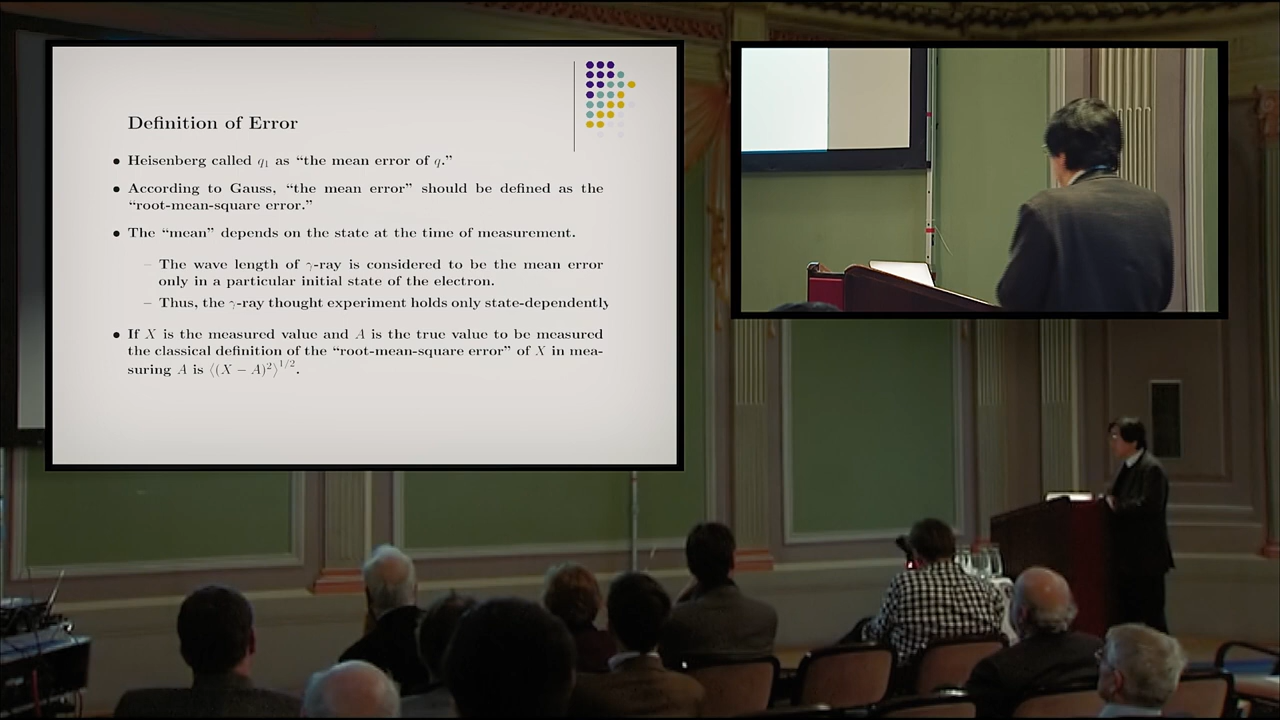 Definition of Error
• Heisenberg called q₁ as “the mean error of q.”
• According to Gauss, “the mean error” should be defined as the
“root-mean-square error.”
• The “mean” depends on the state at the time of measurement.
– The wave length of γ-ray is considered to be the mean error
only in a particular initial state of the electron.
– Thus, the γ-ray thought experiment holds only state-dependently
• If X is the measured value and A is the true value to be measured
the classical definition of the “root-mean-square error” of X in mea-
suring A is ⟨(X − A)²⟩^{1/2}.